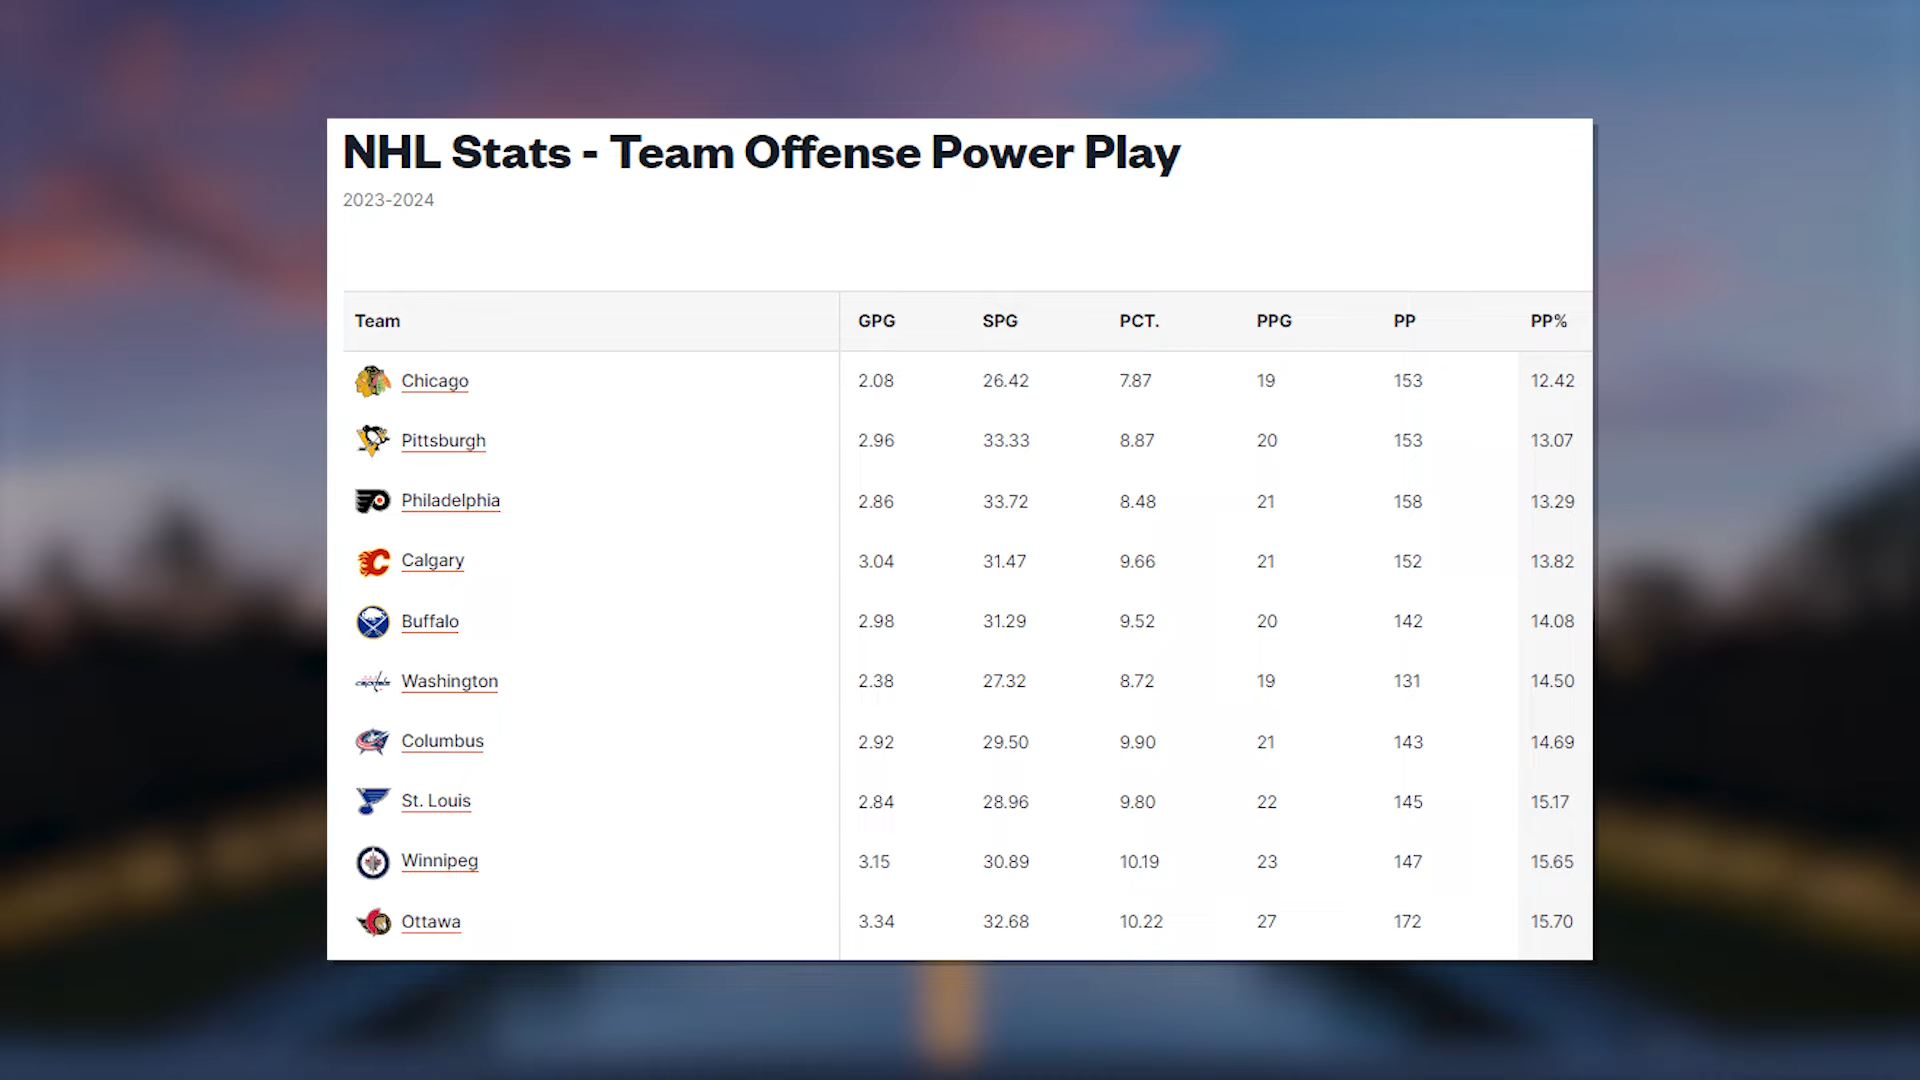 NHL Stats - Team Offense Power Play
2023-2024
Team GPG SPG PCT. PPG PP PP%
Chicago 2.08 26.42 7.87 19 153 12.42
Pittsburgh 2.96 33.33 8.87 20 153 13.07
Philadelphia 2.86 33.72 8.48 21 158 13.29
Calgary 3.04 31.47 9.66 21 152 13.82
Buffalo 2.98 31.29 9.52 20 142 14.08
Washington 2.38 27.32 8.72 19 131 14.50
Columbus 2.92 29.50 9.90 21 143 14.69
St. Louis 2.84 28.96 9.80 22 145 15.17
Winnipeg 3.15 30.89 10.19 23 147 15.65
Ottawa 3.34 32.68 10.22 27 172 15.70